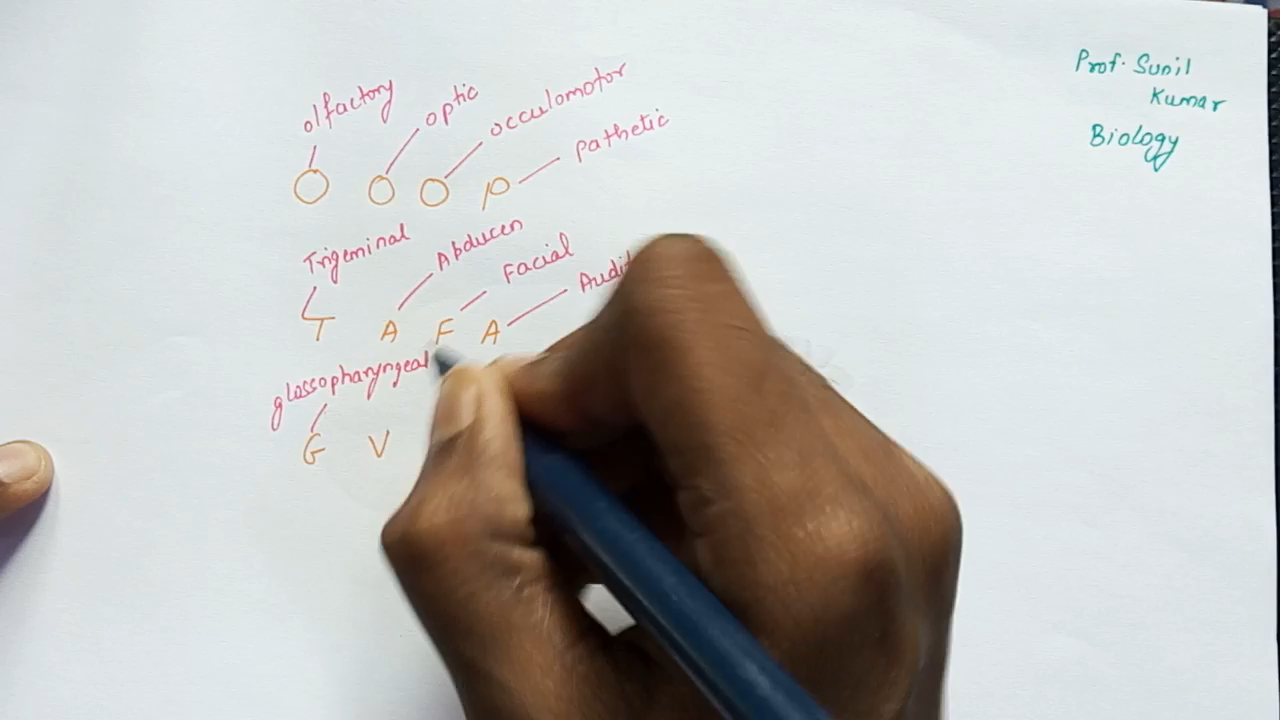 olfactory optic occulomotor pathetic
O O O P
Trigeminal Abducen Facial
T A F A
glossopharyngeal
G V
Prof. Sunil
Kumar
Biology